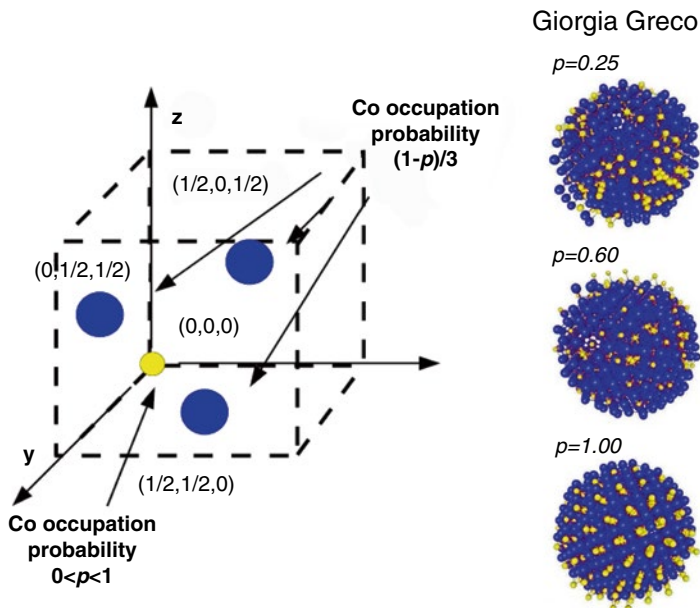 Giorgia Greco
p=0.25
z
Co occupation
probability
(1-p)/3
(1/2,0,1/2)
(0,1/2,1/2)
(0,0,0)
p=0.60
y
(1/2,1/2,0)
p=1.00
Co occupation
probability
0<p<1